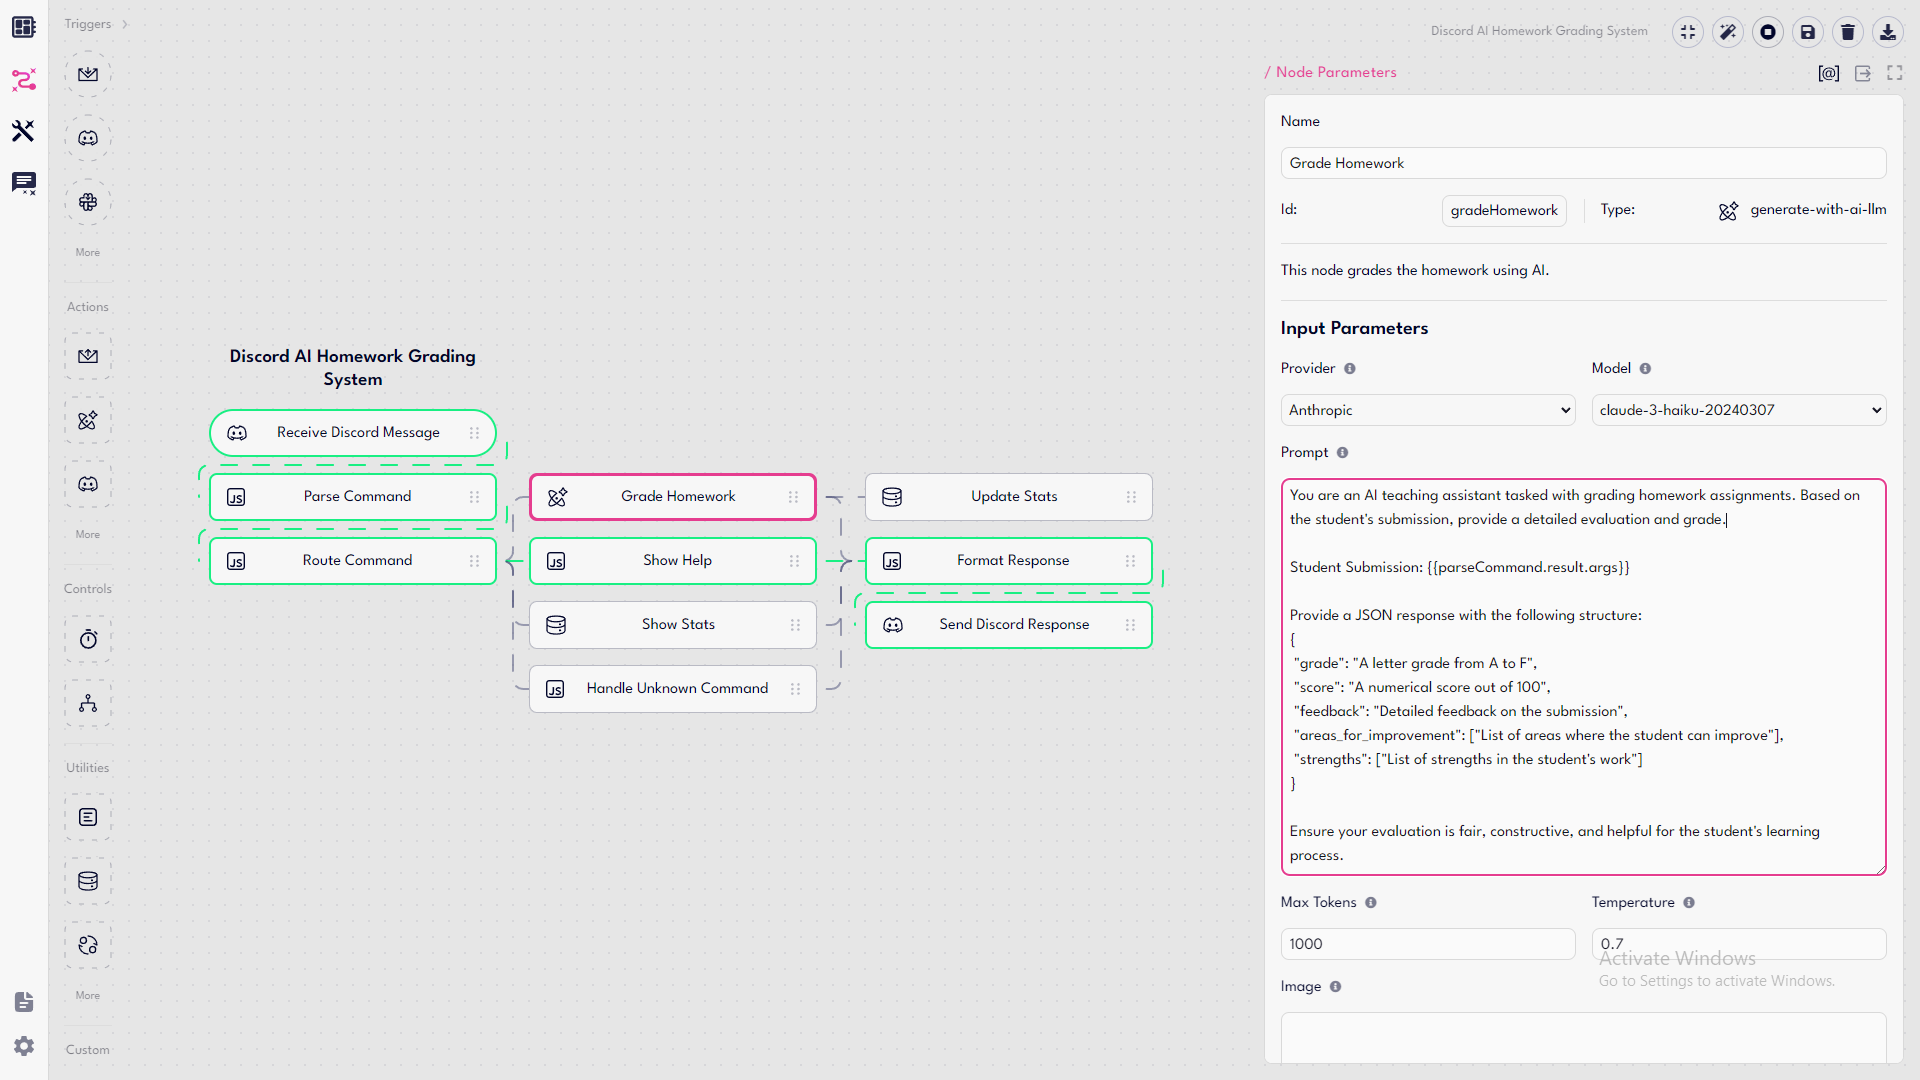 Triggers
More
Actions
More
Controls
Utilities
More
Custom
Discord AI Homework Grading
System
Receive Discord Message
Parse Command
Route Command
Grade Homework
Show Help
Show Stats
Handle Unknown Command
Update Stats
Format Response
Send Discord Response
Discord AI Homework Grading System
/ Node Parameters
[@]
Name
Grade Homework
Id:
gradeHomework
Type:
generate-with-ai-llm
This node grades the homework using AI.
Input Parameters
Provider
Model
Anthropic
claude-3-haiku-20240307
Prompt
You are an AI teaching assistant tasked with grading homework assignments. Based on
the student's submission, provide a detailed evaluation and grade.
Student Submission: {{parseCommand.result.args}}
Provide a JSON response with the following structure:
{
"grade": "A letter grade from A to F",
"score": "A numerical score out of 100",
"feedback": "Detailed feedback on the submission",
"areas_for_improvement": ["List of areas where the student can improve"],
"strengths": ["List of strengths in the student's work"]
}
Ensure your evaluation is fair, constructive, and helpful for the student's learning
process.
Max Tokens
Temperature
1000
0.7
Activate Windows
Go to Settings to activate Windows.
Image